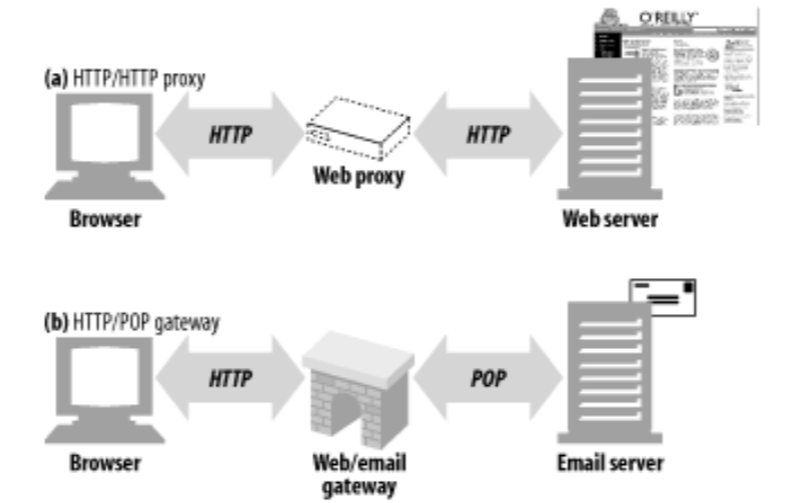 O'REILLY
(a) HTTP/HTTP proxy
HTTP
HTTP
Web proxy
Browser
Web server
(b) HTTP/POP gateway
HTTP
POP
Browser
Web/email
gateway
Email server